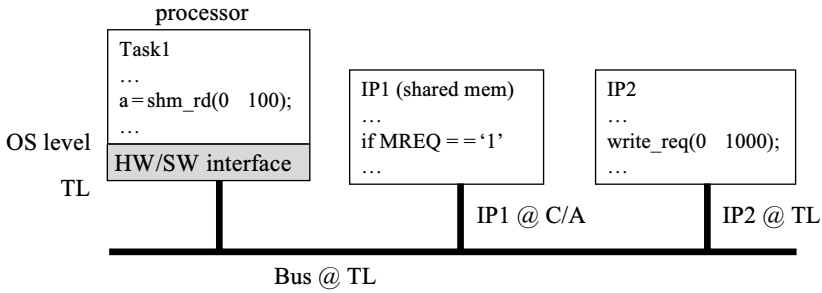 processor
Task1
…
a=shm_rd(0 100);
…
OS level
HW/SW interface
TL
IP1 (shared mem)
…
if MREQ = = ‘1’
…
IP2
…
write_req(0 1000);
…
IP1 @ C/A
IP2 @ TL
Bus @ TL